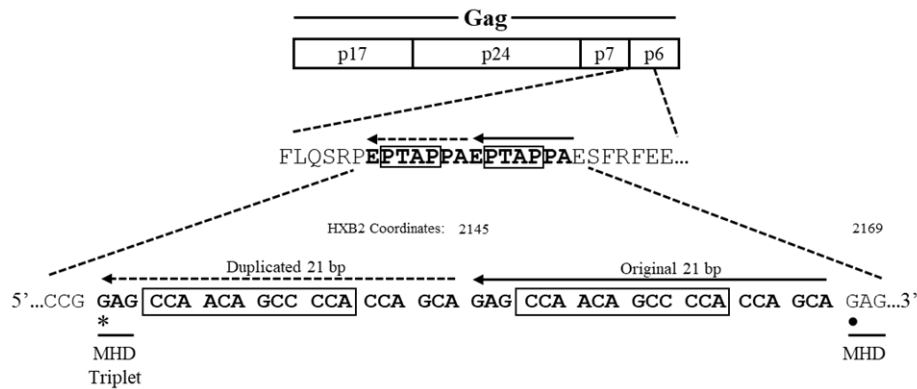 Gag
p17 p24 p7 p6
FLQSRPEPTAPPAEPTAPPAESFRFEE...
HXB2 Coordinates: 2145 2169
Duplicated 21 bp Original 21 bp
5’...CCG GAG CCA ACA GCC CCA CCA GCA GAG CCA ACA GCC CCA CCA GCA GAG...3’
* •
MHD MHD
Triplet